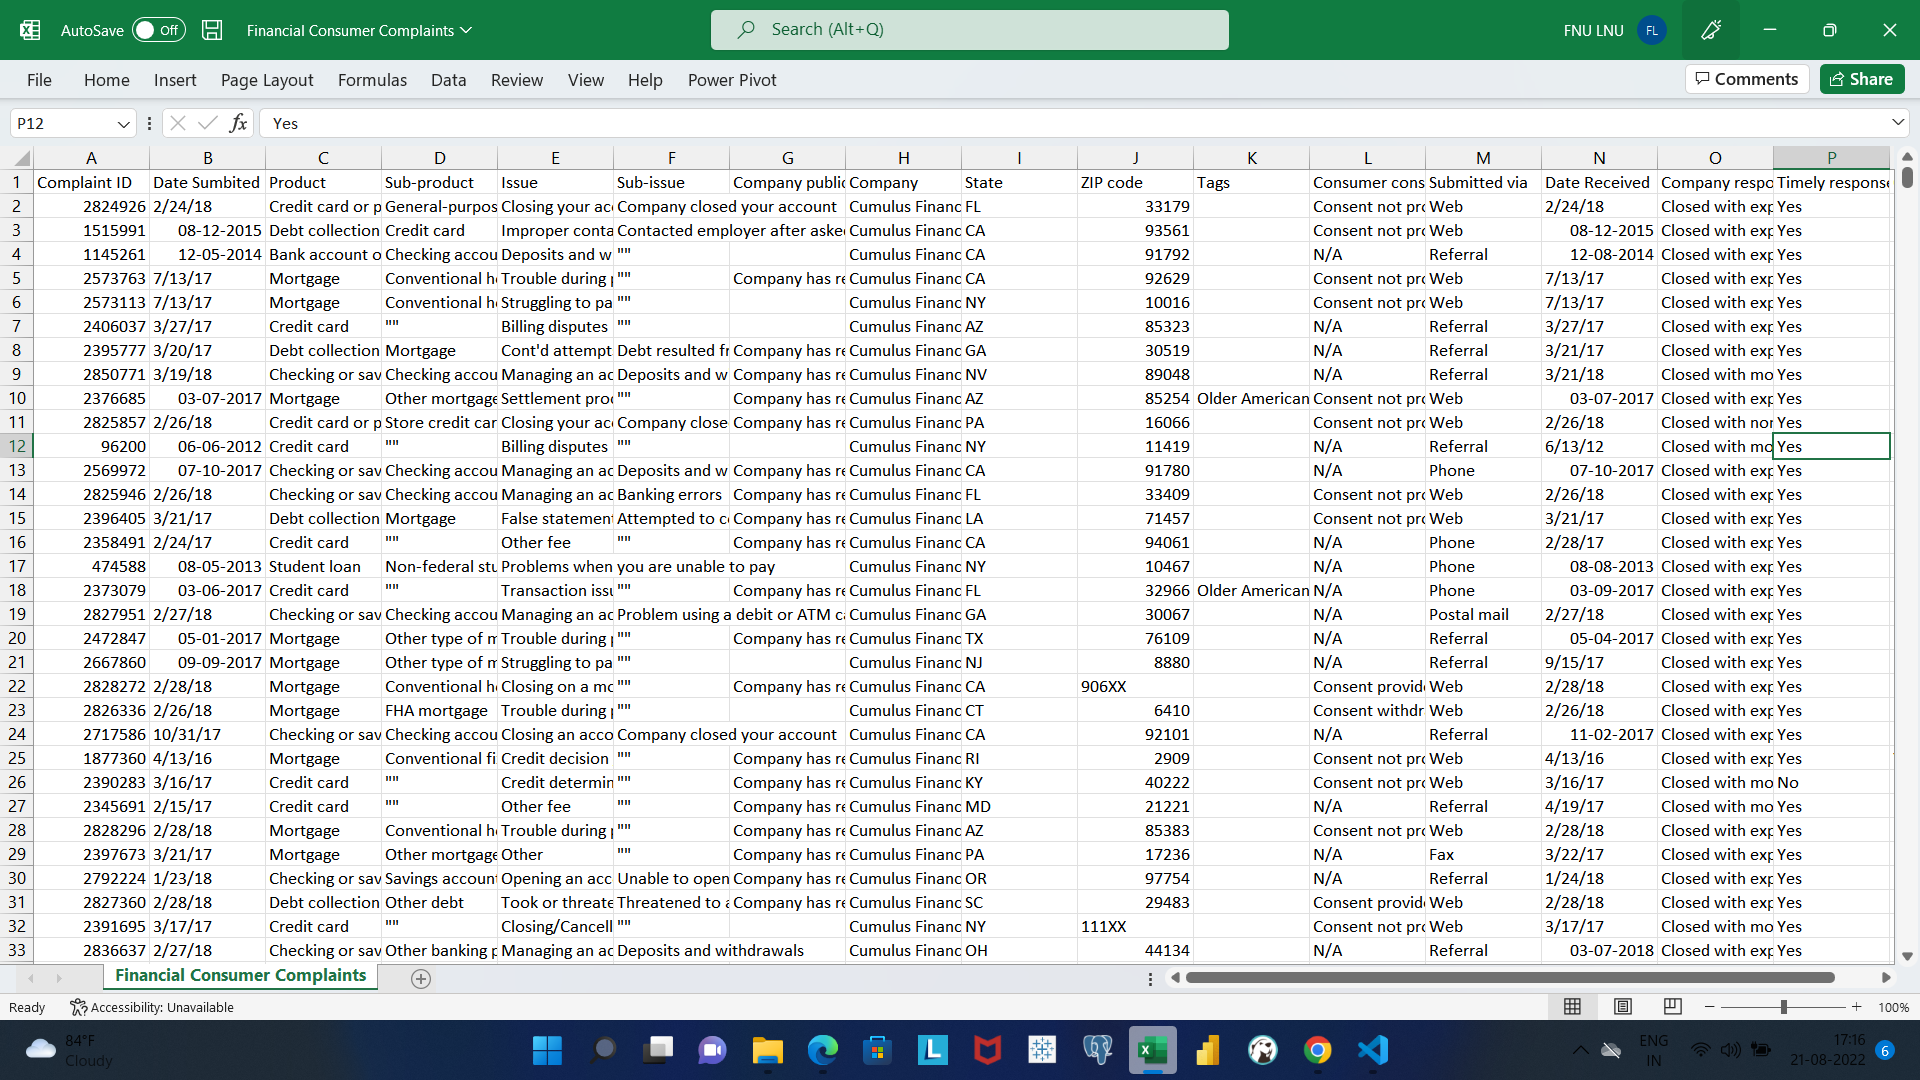 AutoSave Off Financial Consumer Complaints Search (Alt+Q) FNU LNU FL
File Home Insert Page Layout Formulas Data Review View Help Power Pivot Comments Share
P12 fx Yes
A B C D E F G H I J K L M N O P
1 Complaint ID Date Sumbited Product Sub-product Issue Sub-issue Company public Company State ZIP code Tags Consumer cons Submitted via Date Received Company respo Timely response
2 2824926 2/24/18 Credit card or p General-purpos Closing your acc Company closed your account Cumulus Financ FL 33179 Consent not pro Web 2/24/18 Closed with exp Yes
3 1515991 08-12-2015 Debt collection Credit card Improper conta Contacted employer after aske Cumulus Financ CA 93561 Consent not pro Web 08-12-2015 Closed with exp Yes
4 1145261 12-05-2014 Bank account o Checking accou Deposits and w "" Cumulus Financ CA 91792 N/A Referral 12-08-2014 Closed with exp Yes
5 2573763 7/13/17 Mortgage Conventional h Trouble during p "" Company has re Cumulus Financ CA 92629 Consent not pro Web 7/13/17 Closed with exp Yes
6 2573113 7/13/17 Mortgage Conventional h Struggling to pa "" Cumulus Financ NY 10016 Consent not pro Web 7/13/17 Closed with exp Yes
7 2406037 3/27/17 Credit card "" Billing disputes "" Cumulus Financ AZ 85323 N/A Referral 3/27/17 Closed with exp Yes
8 2395777 3/20/17 Debt collection Mortgage Cont'd attempt Debt resulted fr Company has re Cumulus Financ GA 30519 N/A Referral 3/21/17 Closed with exp Yes
9 2850771 3/19/18 Checking or sav Checking accou Managing an ac Deposits and w Company has re Cumulus Financ NV 89048 N/A Referral 3/21/18 Closed with mo Yes
10 2376685 03-07-2017 Mortgage Other mortgage Settlement pro "" Company has re Cumulus Financ AZ 85254 Older American Consent not pro Web 03-07-2017 Closed with exp Yes
11 2825857 2/26/18 Credit card or p Store credit car Closing your acc Company close Company has re Cumulus Financ PA 16066 Consent not pro Web 2/26/18 Closed with nor Yes
12 96200 06-06-2012 Credit card "" Billing disputes "" Cumulus Financ NY 11419 N/A Referral 6/13/12 Closed with mo Yes
13 2569972 07-10-2017 Checking or sav Checking accou Managing an ac Deposits and w Company has re Cumulus Financ CA 91780 N/A Phone 07-10-2017 Closed with exp Yes
14 2825946 2/26/18 Checking or sav Checking accou Managing an ac Banking errors Company has re Cumulus Financ FL 33409 Consent not pro Web 2/26/18 Closed with exp Yes
15 2396405 3/21/17 Debt collection Mortgage False statement Attempted to c Company has re Cumulus Financ LA 71457 Consent not pro Web 3/21/17 Closed with exp Yes
16 2358491 2/24/17 Credit card "" Other fee "" Company has re Cumulus Financ CA 94061 N/A Phone 2/28/17 Closed with exp Yes
17 474588 08-05-2013 Student loan Non-federal stu Problems when you are unable to pay Cumulus Financ NY 10467 N/A Phone 08-08-2013 Closed with exp Yes
18 2373079 03-06-2017 Credit card "" Transaction issu "" Company has re Cumulus Financ FL 32966 Older American N/A Phone 03-09-2017 Closed with exp Yes
19 2827951 2/27/18 Checking or sav Checking accou Managing an ac Problem using a debit or ATM ca Cumulus Financ GA 30067 N/A Postal mail 2/27/18 Closed with exp Yes
20 2472847 05-01-2017 Mortgage Other type of m Trouble during p "" Company has re Cumulus Financ TX 76109 N/A Referral 05-04-2017 Closed with exp Yes
21 2667860 09-09-2017 Mortgage Other type of m Struggling to pa "" Cumulus Financ NJ 8880 N/A Referral 9/15/17 Closed with exp Yes
22 2828272 2/28/18 Mortgage Conventional h Closing on a mo "" Company has re Cumulus Financ CA 906XX Consent provid Web 2/28/18 Closed with exp Yes
23 2826336 2/26/18 Mortgage FHA mortgage Trouble during p "" Cumulus Financ CT 6410 Consent withdr Web 2/26/18 Closed with exp Yes
24 2717586 10/31/17 Checking or sav Checking accou Closing an acco Company closed your account Cumulus Financ CA 92101 N/A Referral 11-02-2017 Closed with exp Yes
25 1877360 4/13/16 Mortgage Conventional fi Credit decision "" Company has re Cumulus Financ RI 2909 Consent not pro Web 4/13/16 Closed with exp Yes
26 2390283 3/16/17 Credit card "" Credit determin "" Company has re Cumulus Financ KY 40222 Consent not pro Web 3/16/17 Closed with mo No
27 2345691 2/15/17 Credit card "" Other fee "" Company has re Cumulus Financ MD 21221 N/A Referral 4/19/17 Closed with mo Yes
28 2828296 2/28/18 Mortgage Conventional h Trouble during p "" Company has re Cumulus Financ AZ 85383 Consent not pro Web 2/28/18 Closed with exp Yes
29 2397673 3/21/17 Mortgage Other mortgage Other "" Company has re Cumulus Financ PA 17236 N/A Fax 3/22/17 Closed with exp Yes
30 2792224 1/23/18 Checking or sav Savings account Opening an acc Unable to open Company has re Cumulus Financ OR 97754 N/A Referral 1/24/18 Closed with exp Yes
31 2827360 2/28/18 Debt collection Other debt Took or threate Threatened to a Company has re Cumulus Financ SC 29483 Consent provid Web 2/28/18 Closed with exp Yes
32 2391695 3/17/17 Credit card "" Closing/Cancell "" Cumulus Financ NY 111XX Consent not pro Web 3/17/17 Closed with mo Yes
33 2836637 2/27/18 Checking or sav Other banking p Managing an ac Deposits and withdrawals Cumulus Financ OH 44134 N/A Referral 03-07-2018 Closed with exp Yes
Financial Consumer Complaints
Ready Accessibility: Unavailable 100%
84°F
Cloudy
ENG
IN
17:16
21-08-2022
6